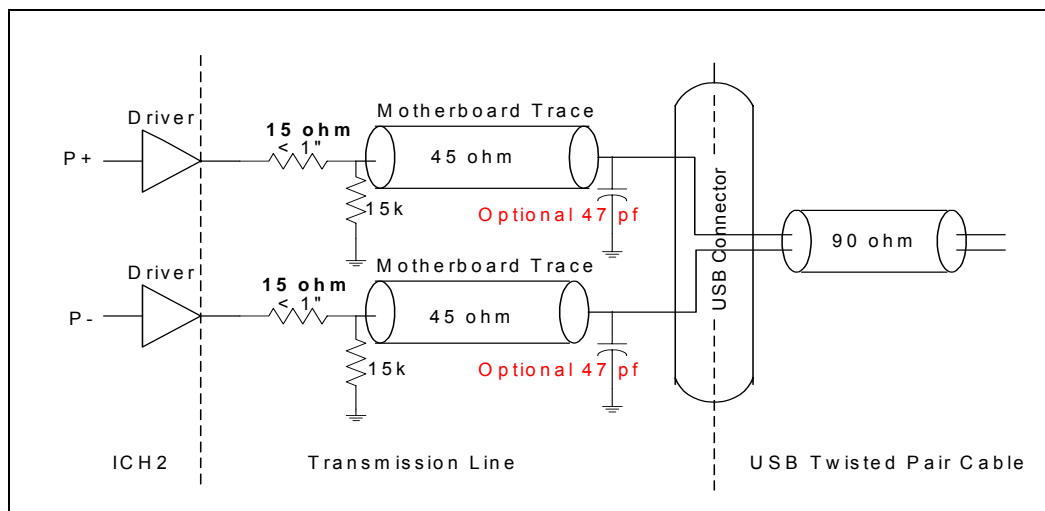 Driver
P+
15 ohm
< 1"
15k
Motherboard Trace
45 ohm
Optional 47 pf
Driver
P-
15 ohm
< 1"
15k
Motherboard Trace
45 ohm
Optional 47 pf
USB Connector
90 ohm
ICH2
Transmission Line
USB Twisted Pair Cable